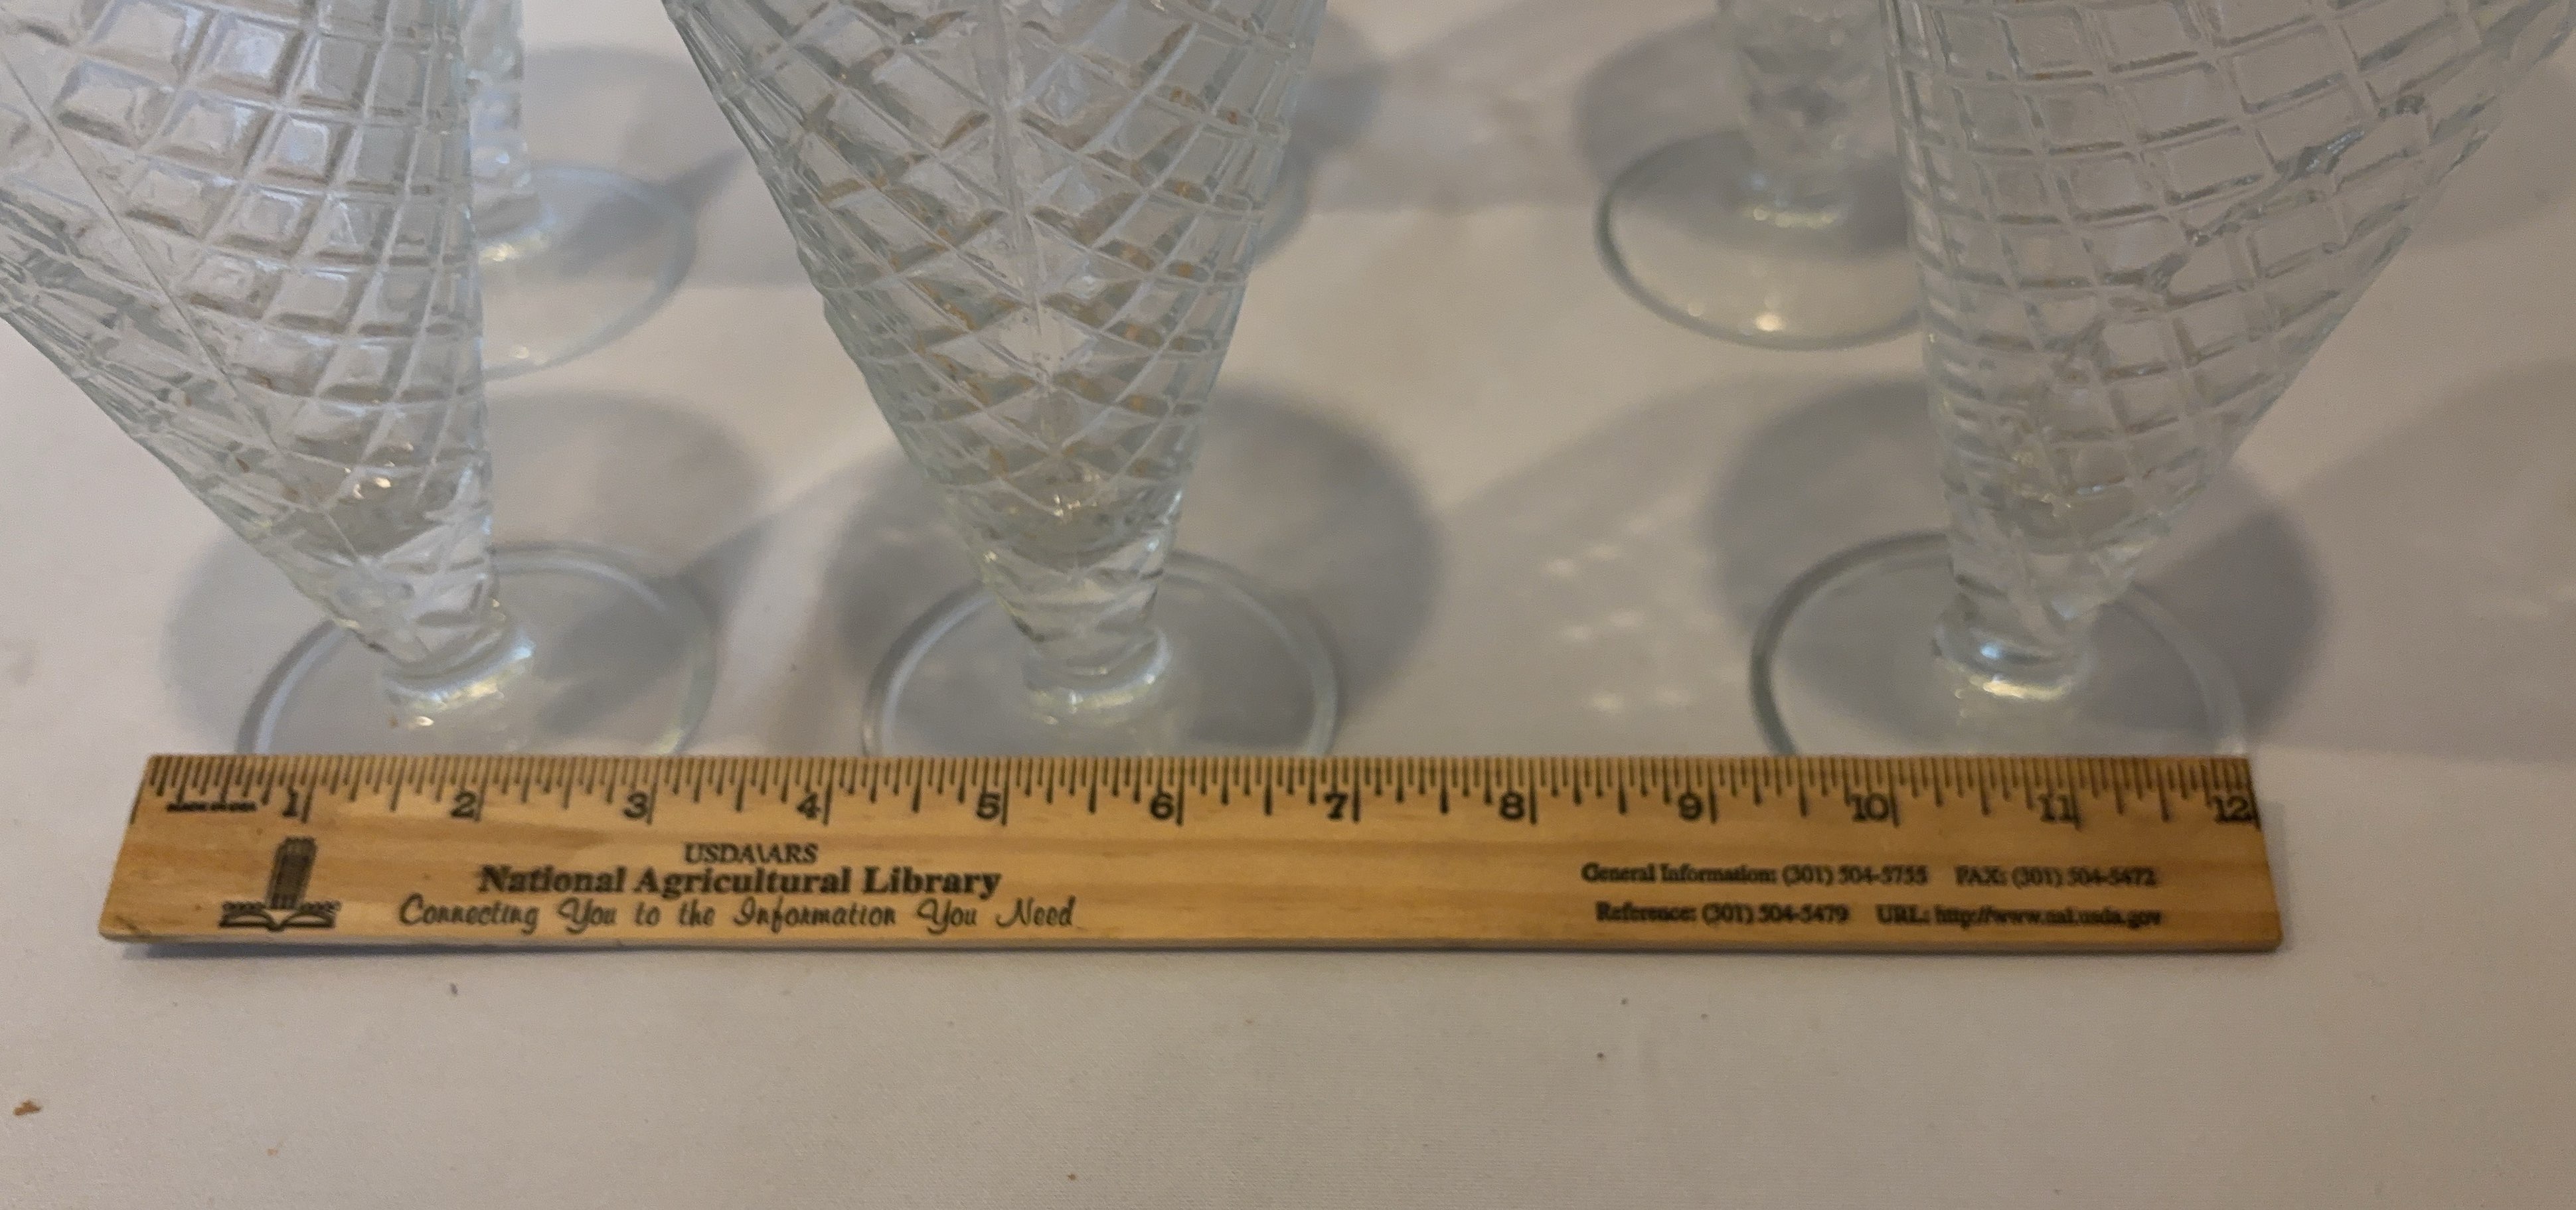 1 2 3 4 5 6 7 8 9 10 11 12
USDA\ARS
National Agricultural Library
Connecting You to the Information You Need
General Information: (301) 504-5755 FAX: (301) 504-5472
Reference: (301) 504-5479 URL: http://www.nal.usda.gov